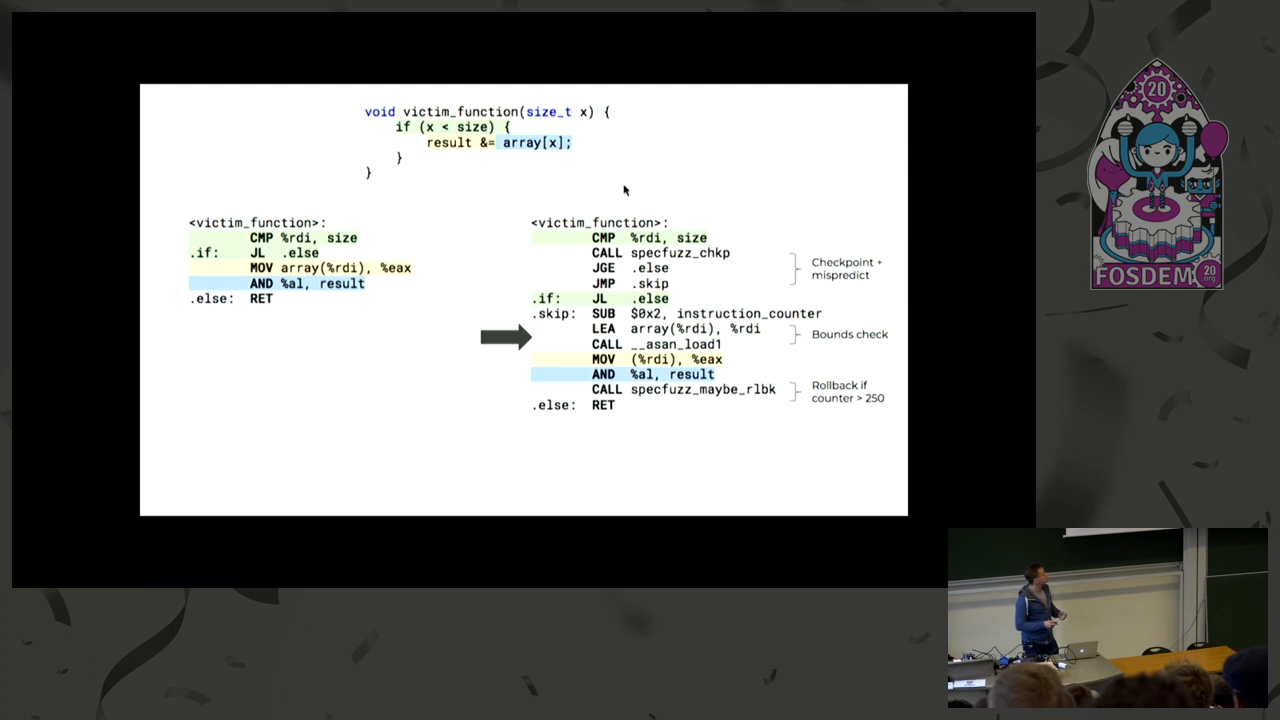 void victim_function(size_t x) {
if (x < size) {
result &= array[x];
}
}
<victim_function>:
CMP %rdi, size
.if: JL .else
MOV array(%rdi), %eax
AND %al, result
.else: RET
<victim_function>:
CMP %rdi, size
CALL specfuzz_chkp
JGE .else
JMP .skip
.if: JL .else
.skip: SUB $0x2, instruction_counter
LEA array(%rdi), %rdi
CALL __asan_load1
MOV (%rdi), %eax
AND %al, result
CALL specfuzz_maybe_rlbk
.else: RET
Checkpoint +
mispredict
Bounds check
Rollback if
counter > 250
20
FOSDEM
20
.org